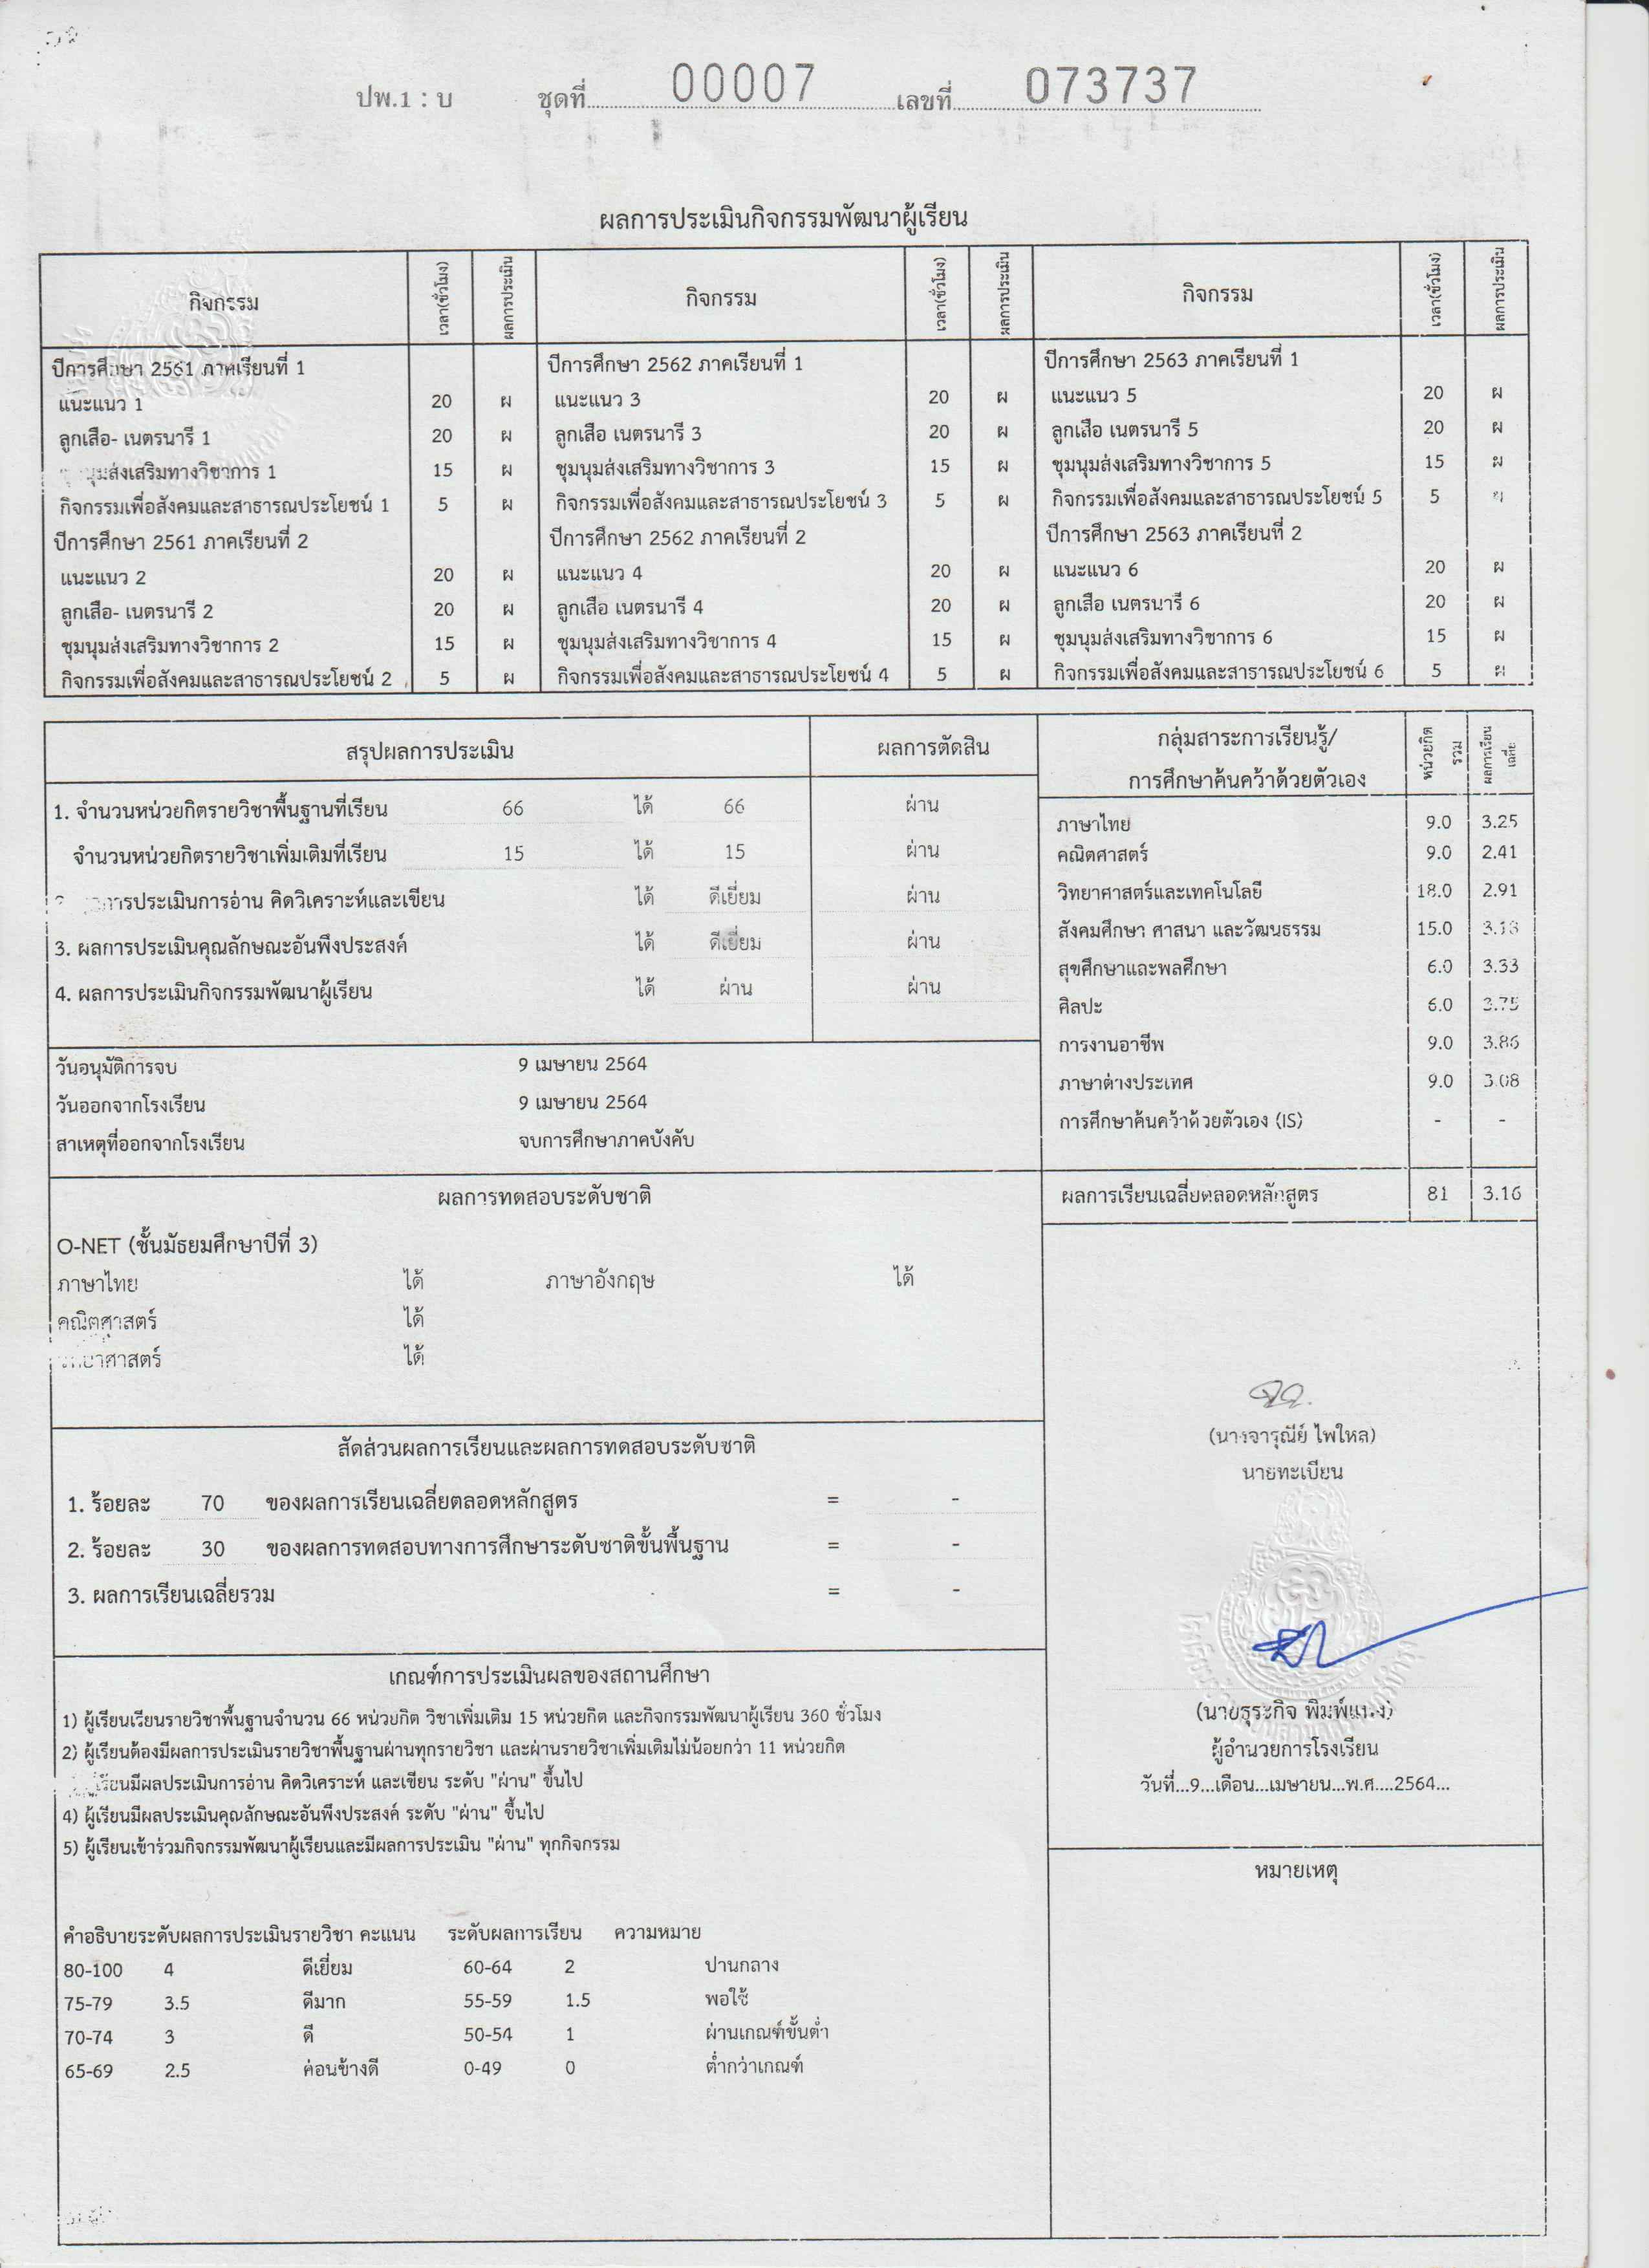 ปพ.1 : บ ชุดที่ 00007 เลขที่ 073737
ผลการประเมินกิจกรรมพัฒนาผู้เรียน
กิจกรรม เวลา(ชั่วโมง) ผลการประเมิน กิจกรรม เวลา(ชั่วโมง) ผลการประเมิน กิจกรรม เวลา(ชั่วโมง) ผลการประเมิน
ปีการศึกษา 2561 ภาคเรียนที่ 1 ปีการศึกษา 2562 ภาคเรียนที่ 1 ปีการศึกษา 2563 ภาคเรียนที่ 1
แนะแนว 1 20 ผ แนะแนว 3 20 ผ แนะแนว 5 20 ผ
ลูกเสือ- เนตรนารี 1 20 ผ ลูกเสือ เนตรนารี 3 20 ผ ลูกเสือ เนตรนารี 5 20 ผ
ชุมนุมส่งเสริมทางวิชาการ 1 15 ผ ชุมนุมส่งเสริมทางวิชาการ 3 15 ผ ชุมนุมส่งเสริมทางวิชาการ 5 15 ผ
กิจกรรมเพื่อสังคมและสาธารณประโยชน์ 1 5 ผ กิจกรรมเพื่อสังคมและสาธารณประโยชน์ 3 5 ผ กิจกรรมเพื่อสังคมและสาธารณประโยชน์ 5 5 ผ
ปีการศึกษา 2561 ภาคเรียนที่ 2 ปีการศึกษา 2562 ภาคเรียนที่ 2 ปีการศึกษา 2563 ภาคเรียนที่ 2
แนะแนว 2 20 ผ แนะแนว 4 20 ผ แนะแนว 6 20 ผ
ลูกเสือ- เนตรนารี 2 20 ผ ลูกเสือ เนตรนารี 4 20 ผ ลูกเสือ เนตรนารี 6 20 ผ
ชุมนุมส่งเสริมทางวิชาการ 2 15 ผ ชุมนุมส่งเสริมทางวิชาการ 4 15 ผ ชุมนุมส่งเสริมทางวิชาการ 6 15 ผ
กิจกรรมเพื่อสังคมและสาธารณประโยชน์ 2 5 ผ กิจกรรมเพื่อสังคมและสาธารณประโยชน์ 4 5 ผ กิจกรรมเพื่อสังคมและสาธารณประโยชน์ 6 5 ผ
สรุปผลการประเมิน ผลการตัดสิน
1. จำนวนหน่วยกิตรายวิชาพื้นฐานที่เรียน 66 ได้ 66 ผ่าน
จำนวนหน่วยกิตรายวิชาเพิ่มเติมที่เรียน 15 ได้ 15 ผ่าน
2. ผลการประเมินการอ่าน คิดวิเคราะห์และเขียน ได้ ดีเยี่ยม ผ่าน
3. ผลการประเมินคุณลักษณะอันพึงประสงค์ ได้ ดีเยี่ยม ผ่าน
4. ผลการประเมินกิจกรรมพัฒนาผู้เรียน ได้ ผ่าน ผ่าน
วันอนุมัติการจบ 9 เมษายน 2564
วันออกจากโรงเรียน 9 เมษายน 2564
สาเหตุที่ออกจากโรงเรียน จบการศึกษาภาคบังคับ
กลุ่มสาระการเรียนรู้/ หน่วยกิตรวม ผลการเรียนเฉลี่ย
การศึกษาค้นคว้าด้วยตัวเอง
ภาษาไทย 9.0 3.25
คณิตศาสตร์ 9.0 2.41
วิทยาศาสตร์และเทคโนโลยี 18.0 2.91
สังคมศึกษา ศาสนา และวัฒนธรรม 15.0
สุขศึกษาและพลศึกษา 6.0 3.33
ศิลปะ 6.0 3.75
การงานอาชีพ 9.0 3.86
ภาษาต่างประเทศ 9.0 3.08
การศึกษาค้นคว้าด้วยตัวเอง (IS) - -
ผลการเรียนเฉลี่ยตลอดหลักสูตร 81 3.16
ผลการทดสอบระดับชาติ
O-NET (ชั้นมัธยมศึกษาปีที่ 3)
ภาษาไทย ได้ ภาษาอังกฤษ ได้
คณิตศาสตร์ ได้
วิทยาศาสตร์ ได้
สัดส่วนผลการเรียนและผลการทดสอบระดับชาติ
1. ร้อยละ 70 ของผลการเรียนเฉลี่ยตลอดหลักสูตร = -
2. ร้อยละ 30 ของผลการทดสอบทางการศึกษาระดับชาติขั้นพื้นฐาน = -
3. ผลการเรียนเฉลี่ยรวม = -
เกณฑ์การประเมินผลของสถานศึกษา
1) ผู้เรียนเรียนรายวิชาพื้นฐานจำนวน 66 หน่วยกิต วิชาเพิ่มเติม 15 หน่วยกิต และกิจกรรมพัฒนาผู้เรียน 360 ชั่วโมง
2) ผู้เรียนต้องมีผลการประเมินรายวิชาพื้นฐานผ่านทุกรายวิชา และผ่านรายวิชาเพิ่มเติมไม่น้อยกว่า 11 หน่วยกิต
3) ผู้เรียนมีผลประเมินการอ่าน คิดวิเคราะห์ และเขียน ระดับ "ผ่าน" ขึ้นไป
4) ผู้เรียนมีผลประเมินคุณลักษณะอันพึงประสงค์ ระดับ "ผ่าน" ขึ้นไป
5) ผู้เรียนเข้าร่วมกิจกรรมพัฒนาผู้เรียนและมีผลการประเมิน "ผ่าน" ทุกกิจกรรม
คำอธิบายระดับผลการประเมินรายวิชา คะแนน ระดับผลการเรียน ความหมาย
80-100 4 ดีเยี่ยม 60-64 2 ปานกลาง
75-79 3.5 ดีมาก 55-59 1.5 พอใช้
70-74 3 ดี 50-54 1 ผ่านเกณฑ์ขั้นต่ำ
65-69 2.5 ค่อนข้างดี 0-49 0 ต่ำกว่าเกณฑ์
(นางจารุณีย์ ไพใหล)
นายทะเบียน
(นายธุระกิจ พิมพ์แพง)
ผู้อำนวยการโรงเรียน
วันที่...9...เดือน...เมษายน...พ.ศ....2564...
หมายเหตุ